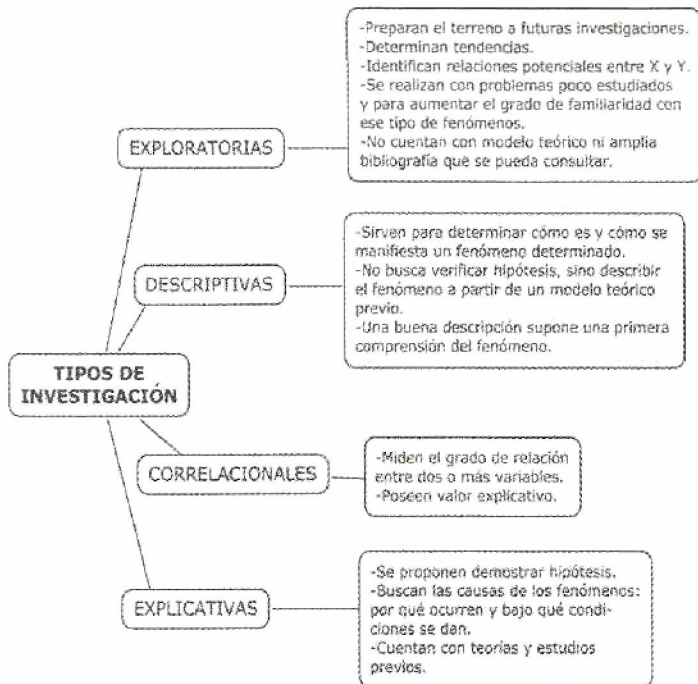 -Preparan el terreno a futuras investigaciones.
-Determinan tendencias.
-Identifican relaciones potenciales entre X y Y.
-Se realizan con problemas poco estudiados
y para aumentar el grado de familiaridad con
ese tipo de fenómenos.
-No cuentan con modelo teórico ni amplia
bibliografía que se pueda consultar.
EXPLORATORIAS
-Sirven para determinar cómo es y cómo se
manifiesta un fenómeno determinado.
-No busca verificar hipótesis, sino describir
el fenómeno a partir de un modelo teórico
previo.
-Una buena descripción supone una primera
comprensión del fenómeno.
DESCRIPTIVAS
TIPOS DE
INVESTIGACIÓN
CORRELACIONALES
-Miden el grado de relación
entre dos o más variables.
-Poseen valor explicativo.
EXPLICATIVAS
-Se proponen demostrar hipótesis.
-Buscan las causas de los fenómenos:
por qué ocurren y bajo qué condi-
ciones se dan.
-Cuentan con teorías y estudios
previos.